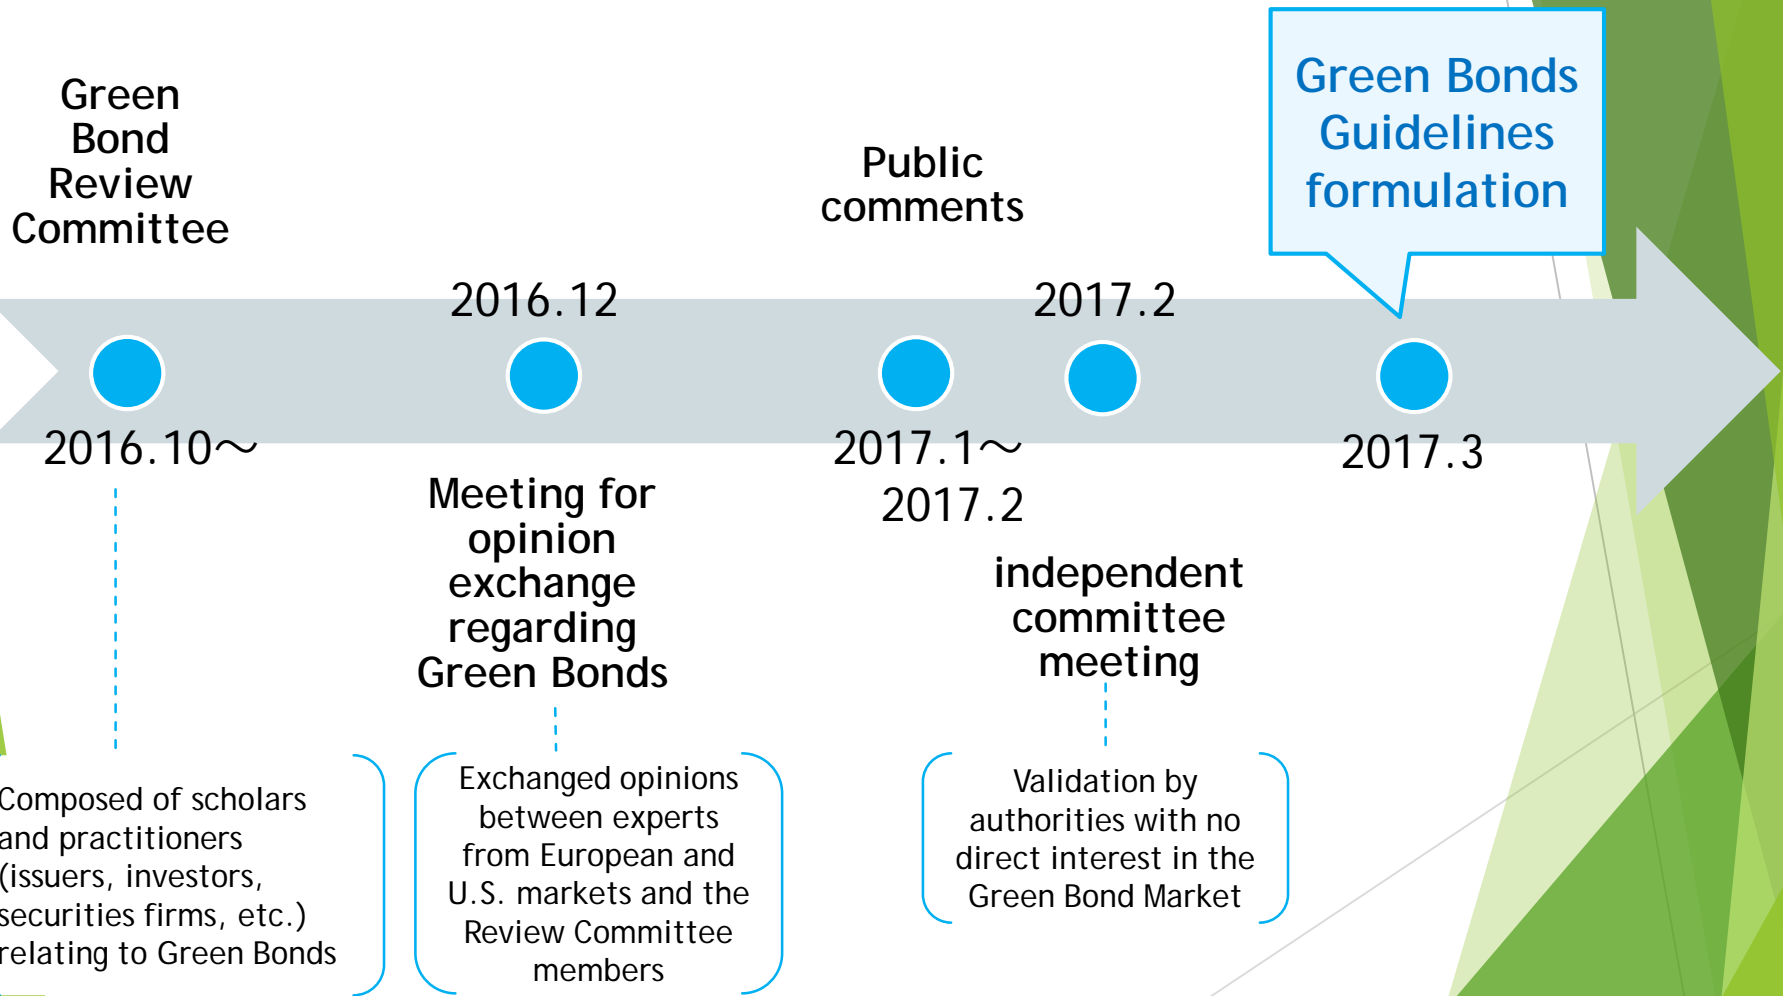 Green
Bond
Review
Committee
2016.10～
Composed of scholars
and practitioners
(issuers, investors,
securities firms, etc.)
relating to Green Bonds
2016.12
Meeting for
opinion
exchange
regarding
Green Bonds
Exchanged opinions
between experts
from European and
U.S. markets and the
Review Committee
members
Public
comments
2017.1～
2017.2
2017.2
independent
committee
meeting
Validation by
authorities with no
direct interest in the
Green Bond Market
Green Bonds
Guidelines
formulation
2017.3